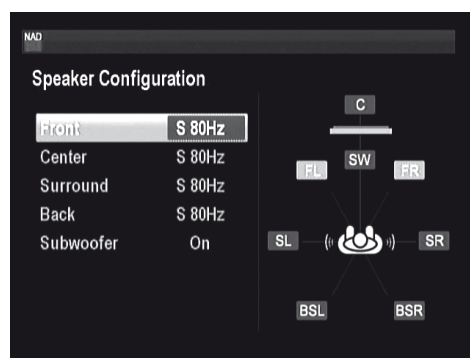 NAD
Speaker Configuration
Front S 80Hz
Center S 80Hz
Surround S 80Hz
Back S 80Hz
Subwoofer On
C
FL SW FR
SL SR
BSL BSR